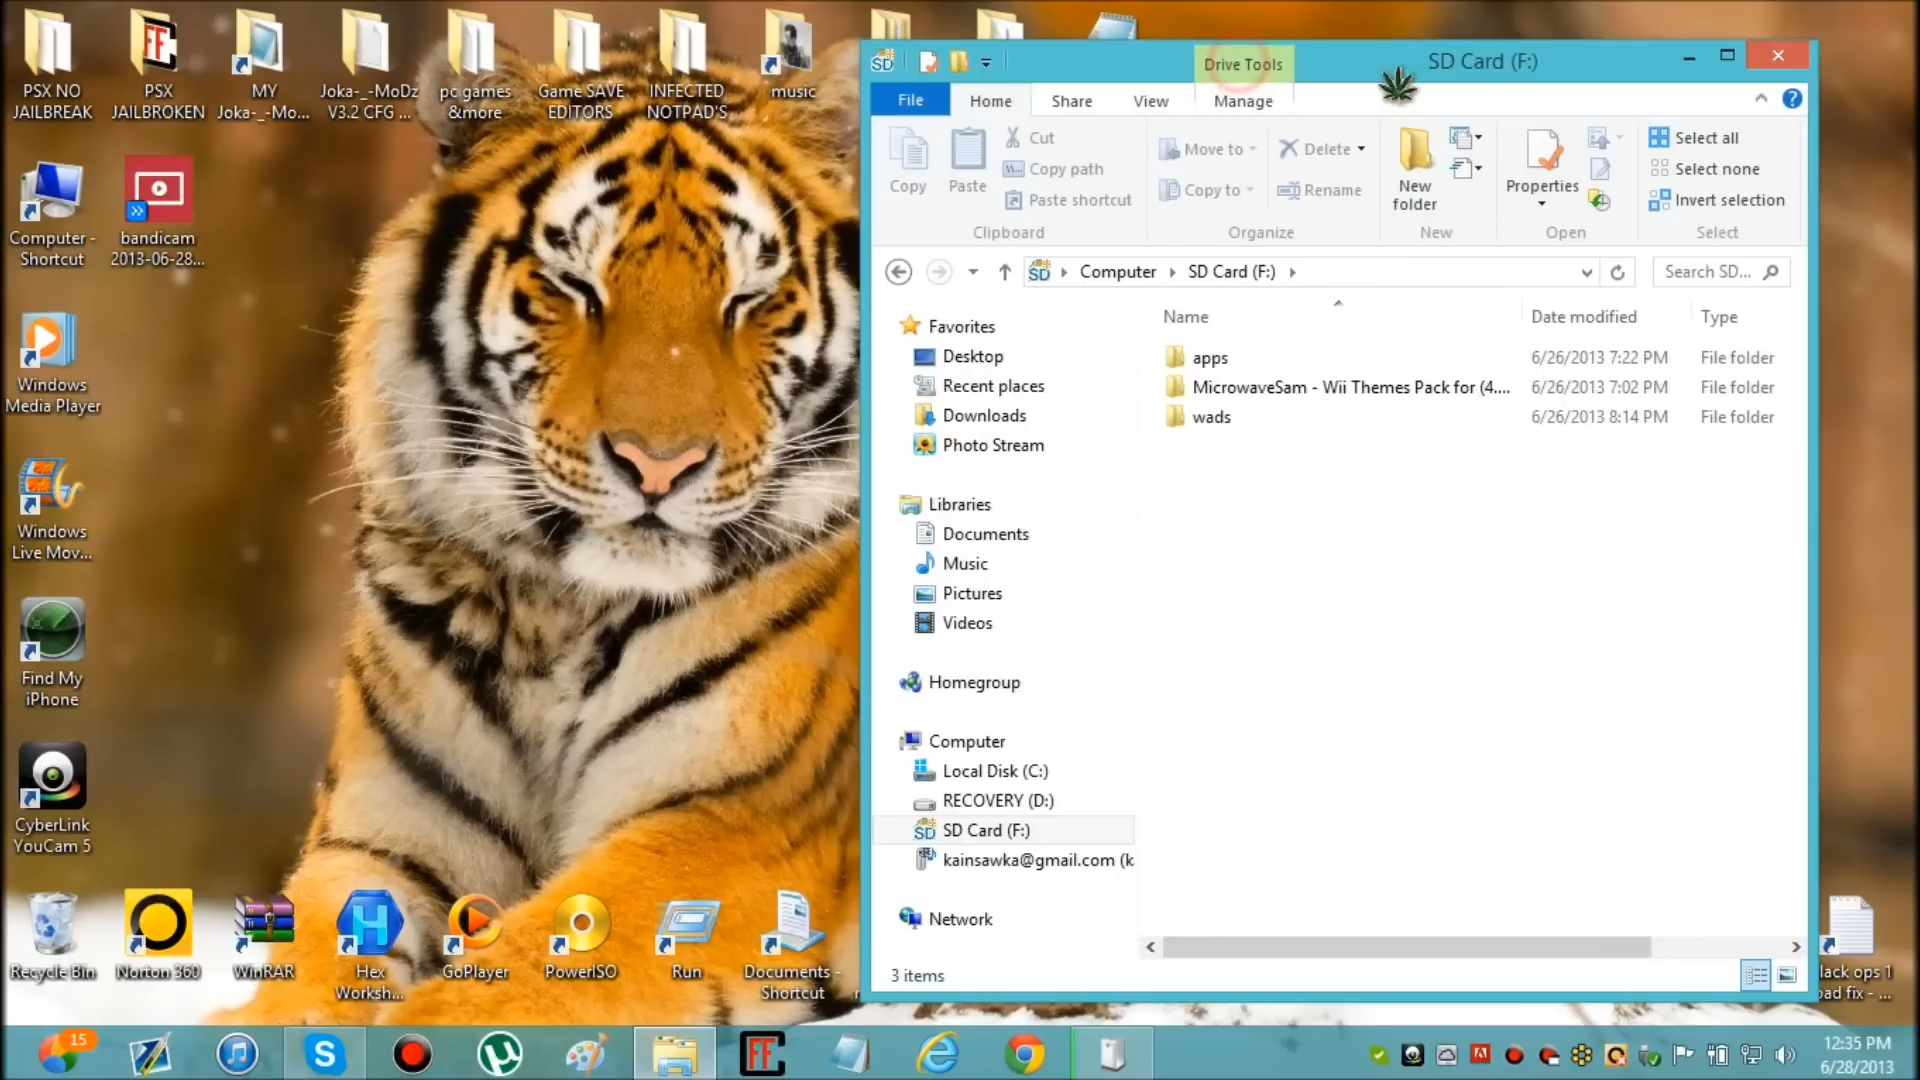 PSX NO
JAILBREAK
PSX
JAILBROKEN
MY
Joka-_-Mo...
Joka-_-MoDz
V3.2 CFG ...
pc games
&more
Game SAVE
EDITORS
INFECTED
NOTPAD'S
music
Computer -
Shortcut
bandicam
2013-06-28...
Windows
Media Player
Windows
Live Mov...
Find My
iPhone
CyberLink
YouCam 5
Recycle Bin
Norton 360
WinRAR
Hex
Worksh...
GoPlayer
PowerISO
Run
Documents -
Shortcut
SD
Drive Tools
SD Card (F:)
File
Home
Share
View
Manage
Copy
Paste
Cut
Copy path
Paste shortcut
Clipboard
Move to
Copy to
Delete
Rename
Organize
New
folder
New
Properties
Open
Select all
Select none
Invert selection
Select
SD
Computer
SD Card (F:)
Search SD...
Name
Date modified
Type
apps
6/26/2013 7:22 PM
File folder
MicrowaveSam - Wii Themes Pack for (4....
6/26/2013 7:02 PM
File folder
wads
6/26/2013 8:14 PM
File folder
Favorites
Desktop
Recent places
Downloads
Photo Stream
Libraries
Documents
Music
Pictures
Videos
Homegroup
Computer
Local Disk (C:)
RECOVERY (D:)
SD Card (F:)
kainsawka@gmail.com (k
Network
3 items
lack ops 1
oad fix - ...
15
12:35 PM
6/28/2013